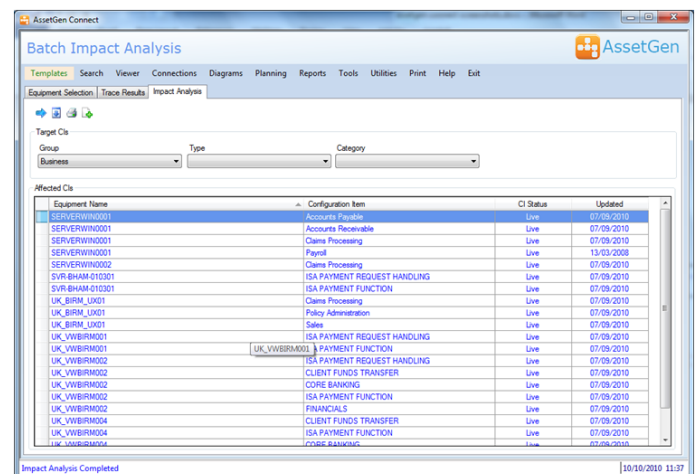 AssetGen Connect
Batch Impact Analysis
AssetGen
Templates Search Viewer Connections Diagrams Planning Reports Tools Utilities Print Help Exit
Equipment Selection Trace Results Impact Analysis
Target CIs
Group Type Category
Business
Affected CIs
Equipment Name Configuration Item CI Status Updated
SERVERWIN0001 Accounts Payable Live 07/09/2010
SERVERWIN0001 Accounts Receivable Live 07/09/2010
SERVERWIN0001 Claims Processing Live 07/09/2010
SERVERWIN0001 Payroll Live 13/03/2008
SERVERWIN0002 Claims Processing Live 07/09/2010
SVR-BHAM-010301 ISA PAYMENT REQUEST HANDLING Live 07/09/2010
SVR-BHAM-010301 ISA PAYMENT FUNCTION Live 07/09/2010
UK_BIRM_UX01 Claims Processing Live 07/09/2010
UK_BIRM_UX01 Policy Administration Live 07/09/2010
UK_BIRM_UX01 Sales Live 07/09/2010
UK_VWBIRM001 ISA PAYMENT REQUEST HANDLING Live 07/09/2010
UK_VWBIRM001 UK_VWBIRM001 PAYMENT FUNCTION Live 07/09/2010
UK_VWBIRM002 ISA PAYMENT REQUEST HANDLING Live 07/09/2010
UK_VWBIRM002 CLIENT FUNDS TRANSFER Live 07/09/2010
UK_VWBIRM002 CORE BANKING Live 07/09/2010
UK_VWBIRM002 ISA PAYMENT FUNCTION Live 07/09/2010
UK_VWBIRM002 FINANCIALS Live 07/09/2010
UK_VWBIRM004 CLIENT FUNDS TRANSFER Live 07/09/2010
UK_VWBIRM004 ISA PAYMENT FUNCTION Live 07/09/2010
UK_VWBIRM004 CORE BANKING Live 07/09/2010
Impact Analysis Completed 10/10/2010 11:37